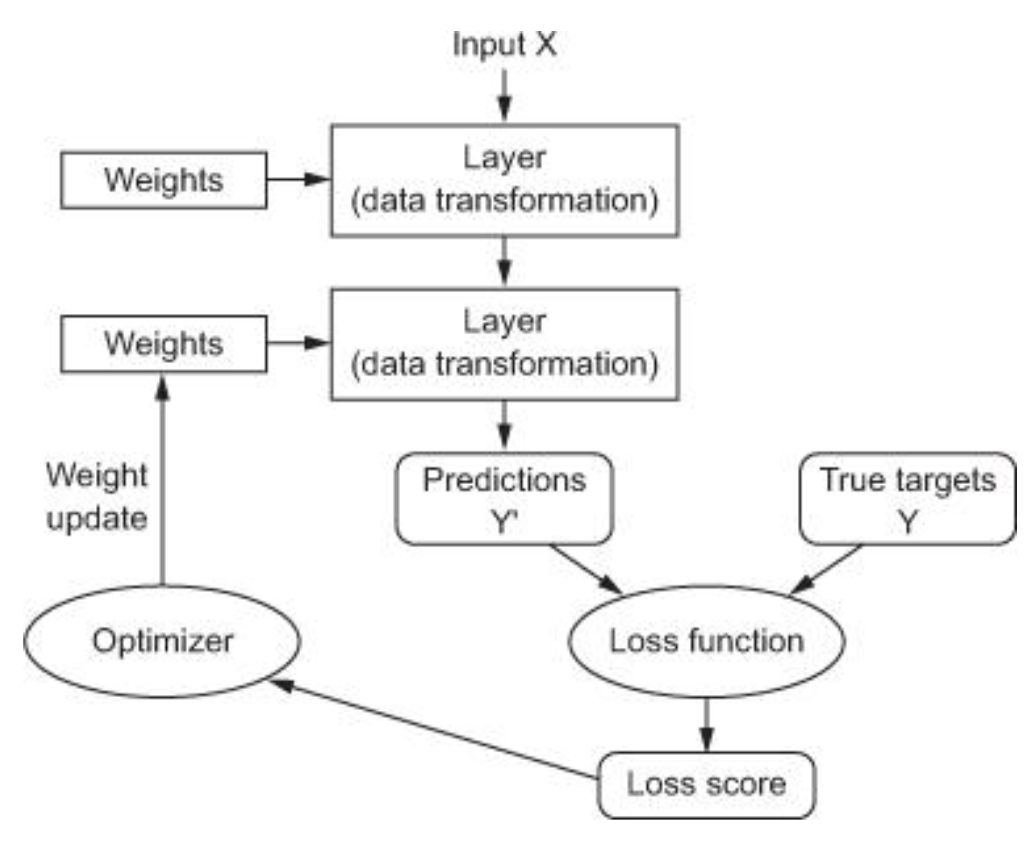 Input X
Layer
(data transformation)
Weights
Layer
(data transformation)
Weights
Weight
update
Predictions
Y'
True targets
Y
Optimizer
Loss function
Loss score